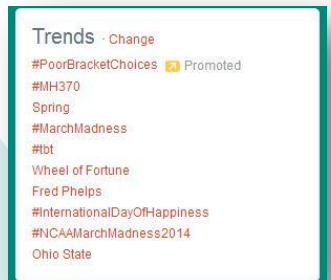 Trends · Change
#PoorBracketChoices Promoted
#MH370
Spring
#MarchMadness
#tbt
Wheel of Fortune
Fred Phelps
#InternationalDayOfHappiness
#NCAAMarchMadness2014
Ohio State